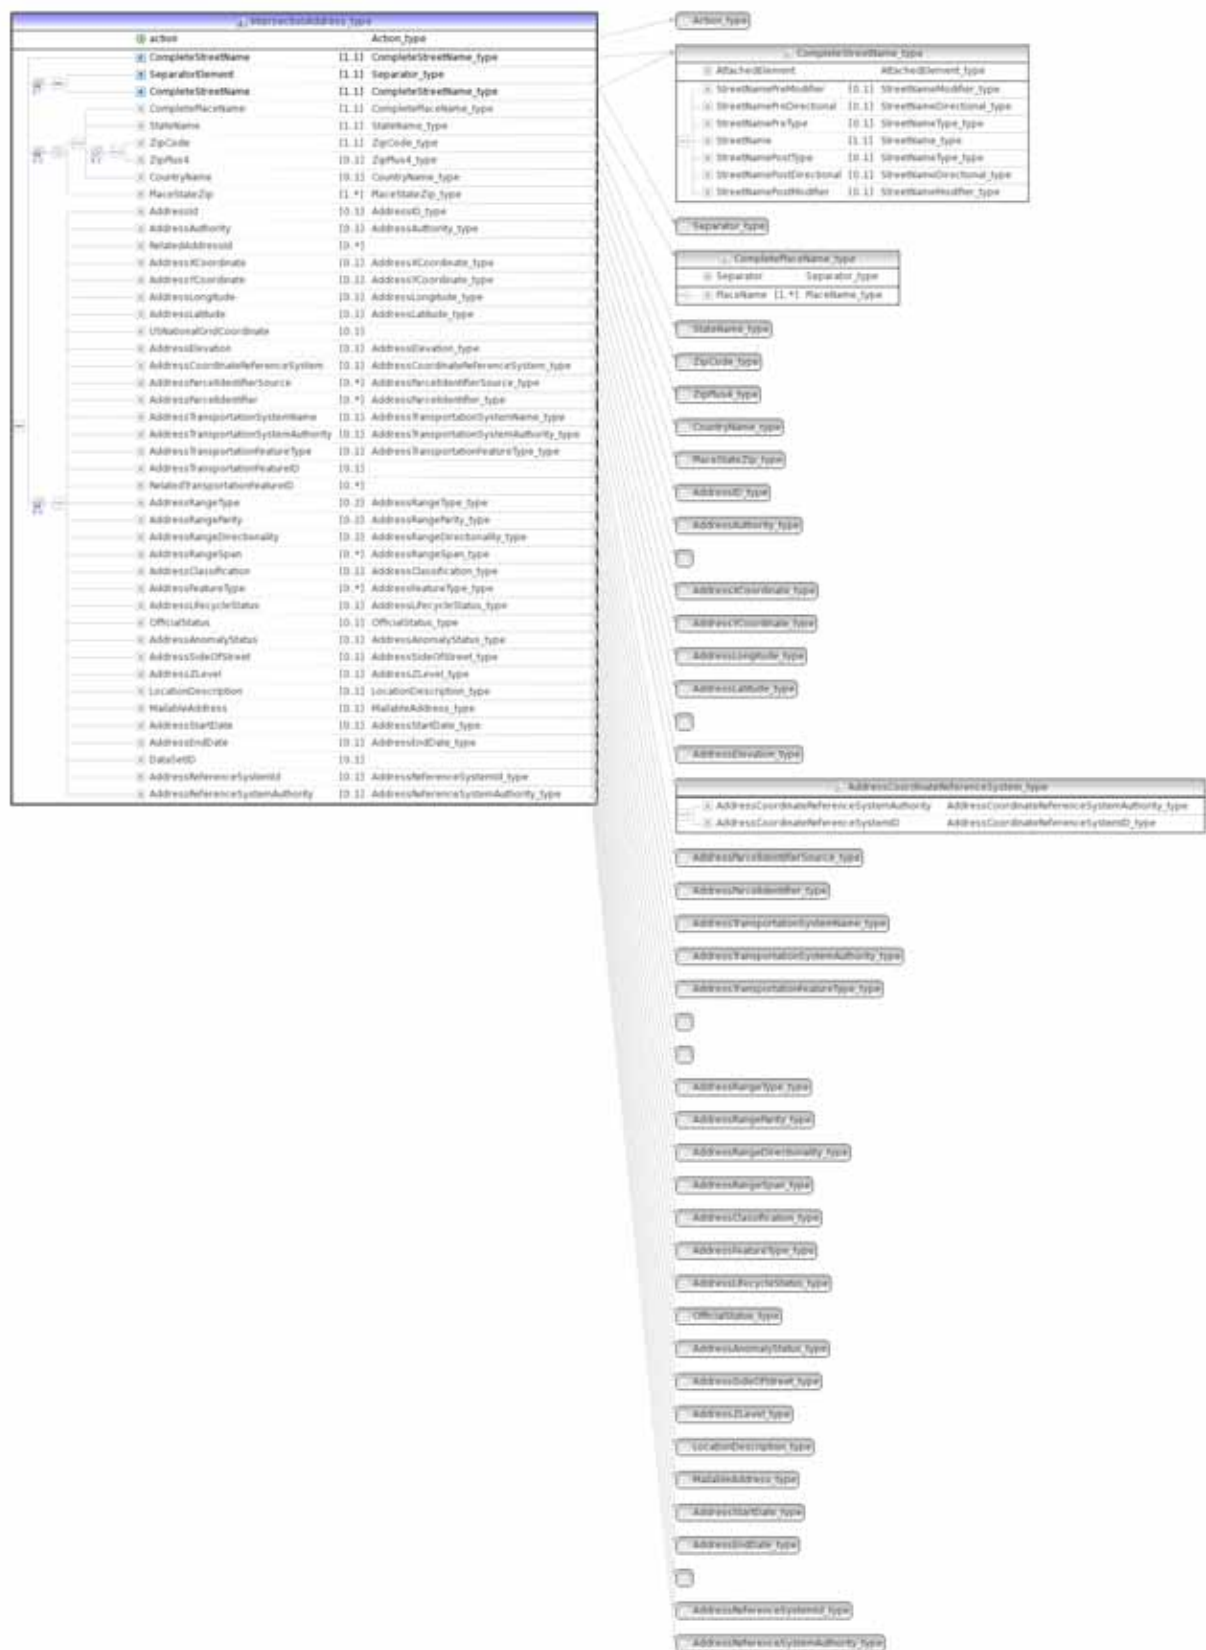 IntersectionAddress_type
action Action_type
CompleteStreetName [1..1] CompleteStreetName_type
SeparatorElement [1..1] Separator_type
CompleteStreetName [1..1] CompleteStreetName_type
CompletePlaceName [1..1] CompletePlaceName_type
StateName [1..1] StateName_type
ZipCode [1..1] ZipCode_type
ZipPlus4 [0..1] ZipPlus4_type
CountryName [0..1] CountryName_type
PlaceStateZip [1..*] PlaceStateZip_type
AddressId [0..1] AddressID_type
AddressAuthority [0..1] AddressAuthority_type
RelatedAddressId [0..*]
AddressXCoordinate [0..1] AddressXCoordinate_type
AddressYCoordinate [0..1] AddressYCoordinate_type
AddressLongitude [0..1] AddressLongitude_type
AddressLatitude [0..1] AddressLatitude_type
USNationalGridCoordinate [0..1]
AddressElevation [0..1] AddressElevation_type
AddressCoordinateReferenceSystem [0..1] AddressCoordinateReferenceSystem_type
AddressParcelIdentifierSource [0..*] AddressParcelIdentifierSource_type
AddressParcelIdentifier [0..*] AddressParcelIdentifier_type
AddressTransportationSystemName [0..1] AddressTransportationSystemName_type
AddressTransportationSystemAuthority [0..1] AddressTransportationSystemAuthority_type
AddressTransportationFeatureType [0..1] AddressTransportationFeatureType_type
AddressTransportationFeatureID [0..1]
RelatedTransportationFeatureID [0..*]
AddressRangeType [0..1] AddressRangeType_type
AddressRangeParity [0..1] AddressRangeParity_type
AddressRangeDirectionality [0..1] AddressRangeDirectionality_type
AddressRangeSpan [0..*] AddressRangeSpan_type
AddressClassification [0..1] AddressClassification_type
AddressFeatureType [0..*] AddressFeatureType_type
AddressLifecycleStatus [0..1] AddressLifecycleStatus_type
OfficialStatus [0..1] OfficialStatus_type
AddressAnomalyStatus [0..1] AddressAnomalyStatus_type
AddressSideOfStreet [0..1] AddressSideOfStreet_type
AddressZLevel [0..1] AddressZLevel_type
LocationDescription [0..1] LocationDescription_type
MailableAddress [0..1] MailableAddress_type
AddressStartDate [0..1] AddressStartDate_type
AddressEndDate [0..1] AddressEndDate_type
DataSetID [0..1]
AddressReferenceSystemId [0..1] AddressReferenceSystemId_type
AddressReferenceSystemAuthority [0..1] AddressReferenceSystemAuthority_type
Action_type
CompleteStreetName_type
AttachedElement AttachedElement_type
StreetNamePreModifier [0..1] StreetNameModifier_type
StreetNamePreDirectional [0..1] StreetNameDirectional_type
StreetNamePreType [0..1] StreetNameType_type
StreetName [1..1] StreetName_type
StreetNamePostType [0..1] StreetNameType_type
StreetNamePostDirectional [0..1] StreetNameDirectional_type
StreetNamePostModifier [0..1] StreetNameModifier_type
Separator_type
CompletePlaceName_type
Separator Separator_type
PlaceName [1..*] PlaceName_type
StateName_type
ZipCode_type
ZipPlus4_type
CountryName_type
PlaceStateZip_type
AddressID_type
AddressAuthority_type
AddressXCoordinate_type
AddressYCoordinate_type
AddressLongitude_type
AddressLatitude_type
AddressElevation_type
AddressCoordinateReferenceSystem_type
AddressCoordinateReferenceSystemAuthority AddressCoordinateReferenceSystemAuthority_type
AddressCoordinateReferenceSystemID AddressCoordinateReferenceSystemID_type
AddressParcelIdentifierSource_type
AddressParcelIdentifier_type
AddressTransportationSystemName_type
AddressTransportationSystemAuthority_type
AddressTransportationFeatureType_type
AddressRangeType_type
AddressRangeParity_type
AddressRangeDirectionality_type
AddressRangeSpan_type
AddressClassification_type
AddressFeatureType_type
AddressLifecycleStatus_type
OfficialStatus_type
AddressAnomalyStatus_type
AddressSideOfStreet_type
AddressZLevel_type
LocationDescription_type
MailableAddress_type
AddressStartDate_type
AddressEndDate_type
AddressReferenceSystemId_type
AddressReferenceSystemAuthority_type